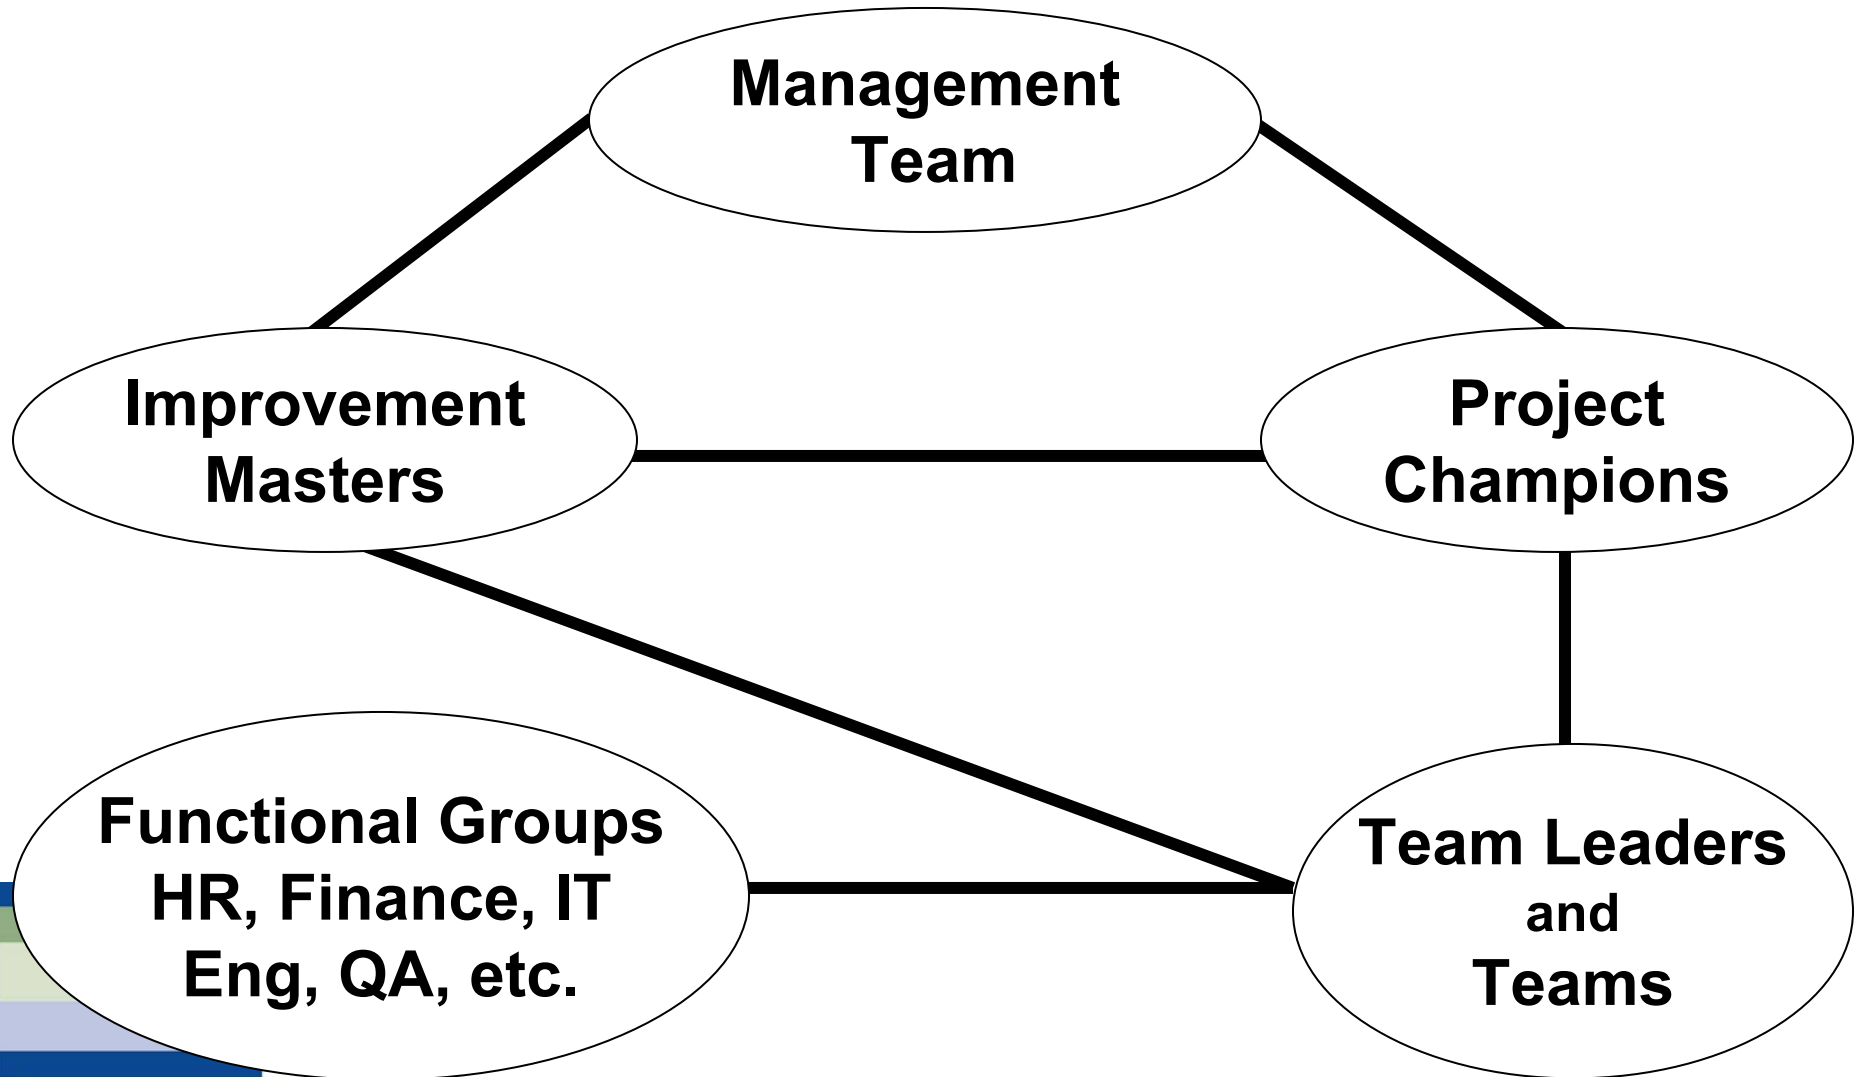 Management
Team
Improvement
Masters
Project
Champions
Functional Groups
HR, Finance, IT
Eng, QA, etc.
Team Leaders
and
Teams